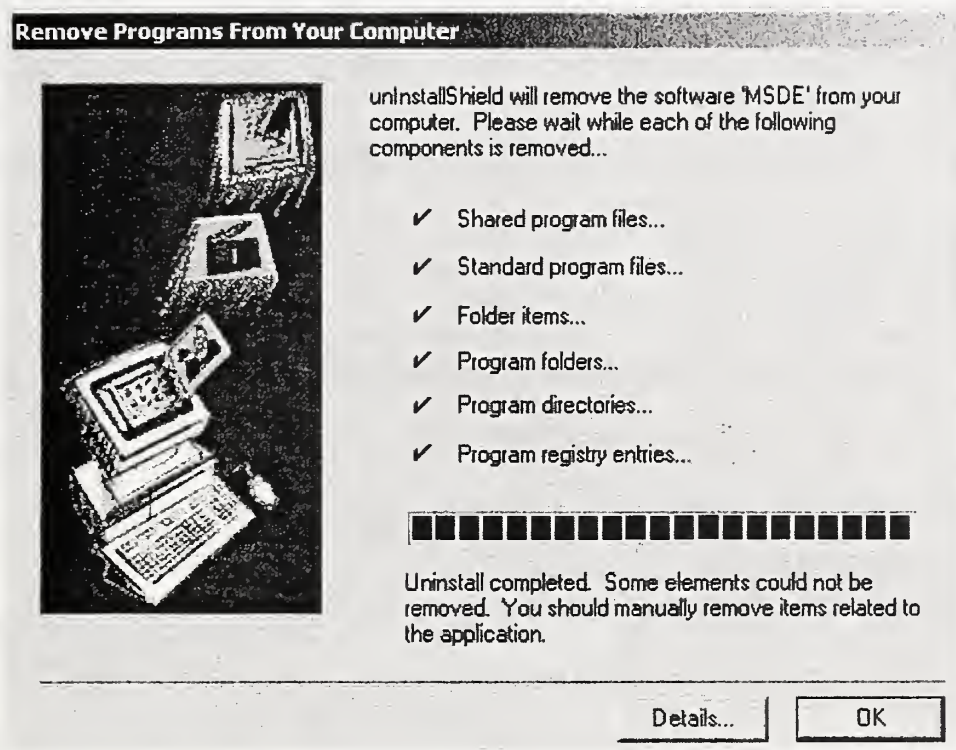 Remove Programs From Your Computer
unInstallShield will remove the software 'MSDE' from your
computer. Please wait while each of the following
components is removed...
✔ Shared program files...
✔ Standard program files...
✔ Folder items...
✔ Program folders...
✔ Program directories...
✔ Program registry entries...
Uninstall completed. Some elements could not be
removed. You should manually remove items related to
the application.
Details...
OK